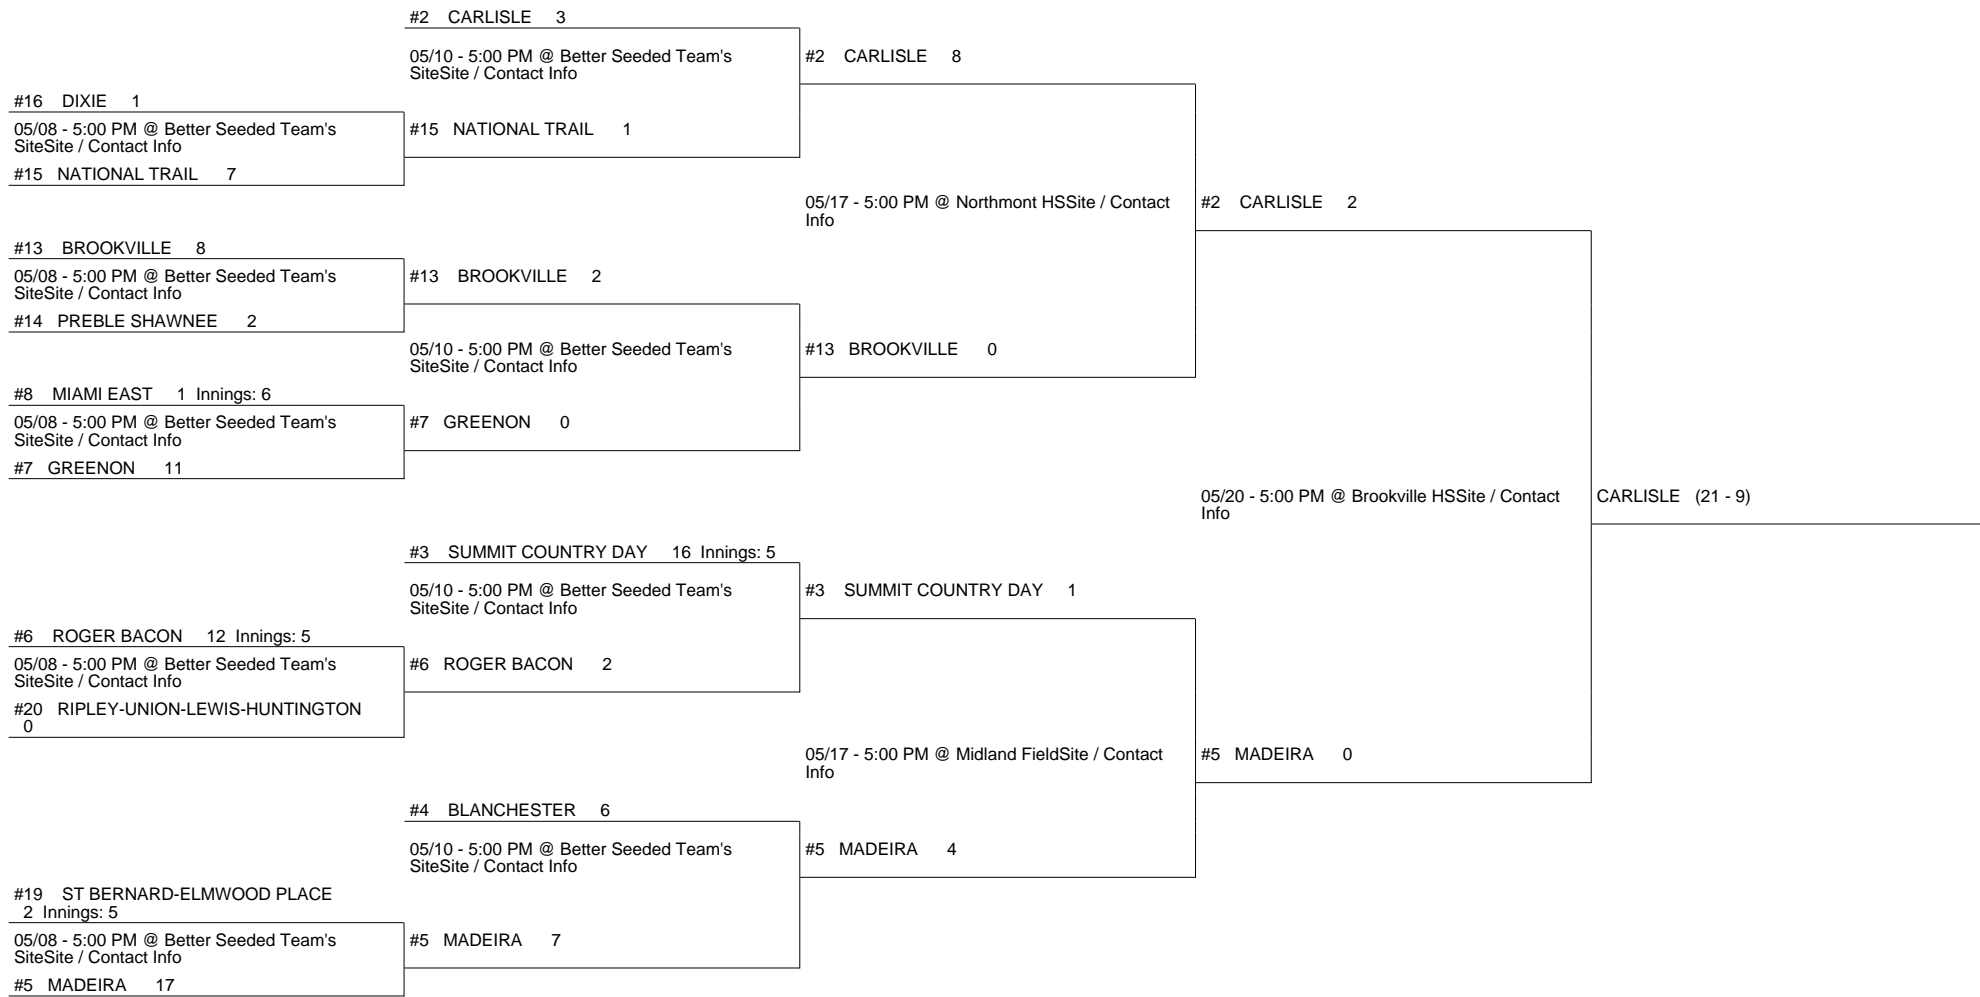 #2 CARLISLE 3
05/10 - 5:00 PM @ Better Seeded Team's
SiteSite / Contact Info
#2 CARLISLE 8
#16 DIXIE 1
05/08 - 5:00 PM @ Better Seeded Team's
SiteSite / Contact Info
#15 NATIONAL TRAIL 1
#15 NATIONAL TRAIL 7
05/17 - 5:00 PM @ Northmont HSSite / Contact
Info
#2 CARLISLE 2
#13 BROOKVILLE 8
05/08 - 5:00 PM @ Better Seeded Team's
SiteSite / Contact Info
#13 BROOKVILLE 2
#14 PREBLE SHAWNEE 2
05/10 - 5:00 PM @ Better Seeded Team's
SiteSite / Contact Info
#13 BROOKVILLE 0
#8 MIAMI EAST 1 Innings: 6
05/08 - 5:00 PM @ Better Seeded Team's
SiteSite / Contact Info
#7 GREENON 0
#7 GREENON 11
05/20 - 5:00 PM @ Brookville HSSite / Contact
Info
CARLISLE (21 - 9)
#3 SUMMIT COUNTRY DAY 16 Innings: 5
05/10 - 5:00 PM @ Better Seeded Team's
SiteSite / Contact Info
#3 SUMMIT COUNTRY DAY 1
#6 ROGER BACON 12 Innings: 5
05/08 - 5:00 PM @ Better Seeded Team's
SiteSite / Contact Info
#6 ROGER BACON 2
#20 RIPLEY-UNION-LEWIS-HUNTINGTON
0
05/17 - 5:00 PM @ Midland FieldSite / Contact
Info
#5 MADEIRA 0
#4 BLANCHESTER 6
05/10 - 5:00 PM @ Better Seeded Team's
SiteSite / Contact Info
#5 MADEIRA 4
#19 ST BERNARD-ELMWOOD PLACE
2 Innings: 5
05/08 - 5:00 PM @ Better Seeded Team's
SiteSite / Contact Info
#5 MADEIRA 7
#5 MADEIRA 17